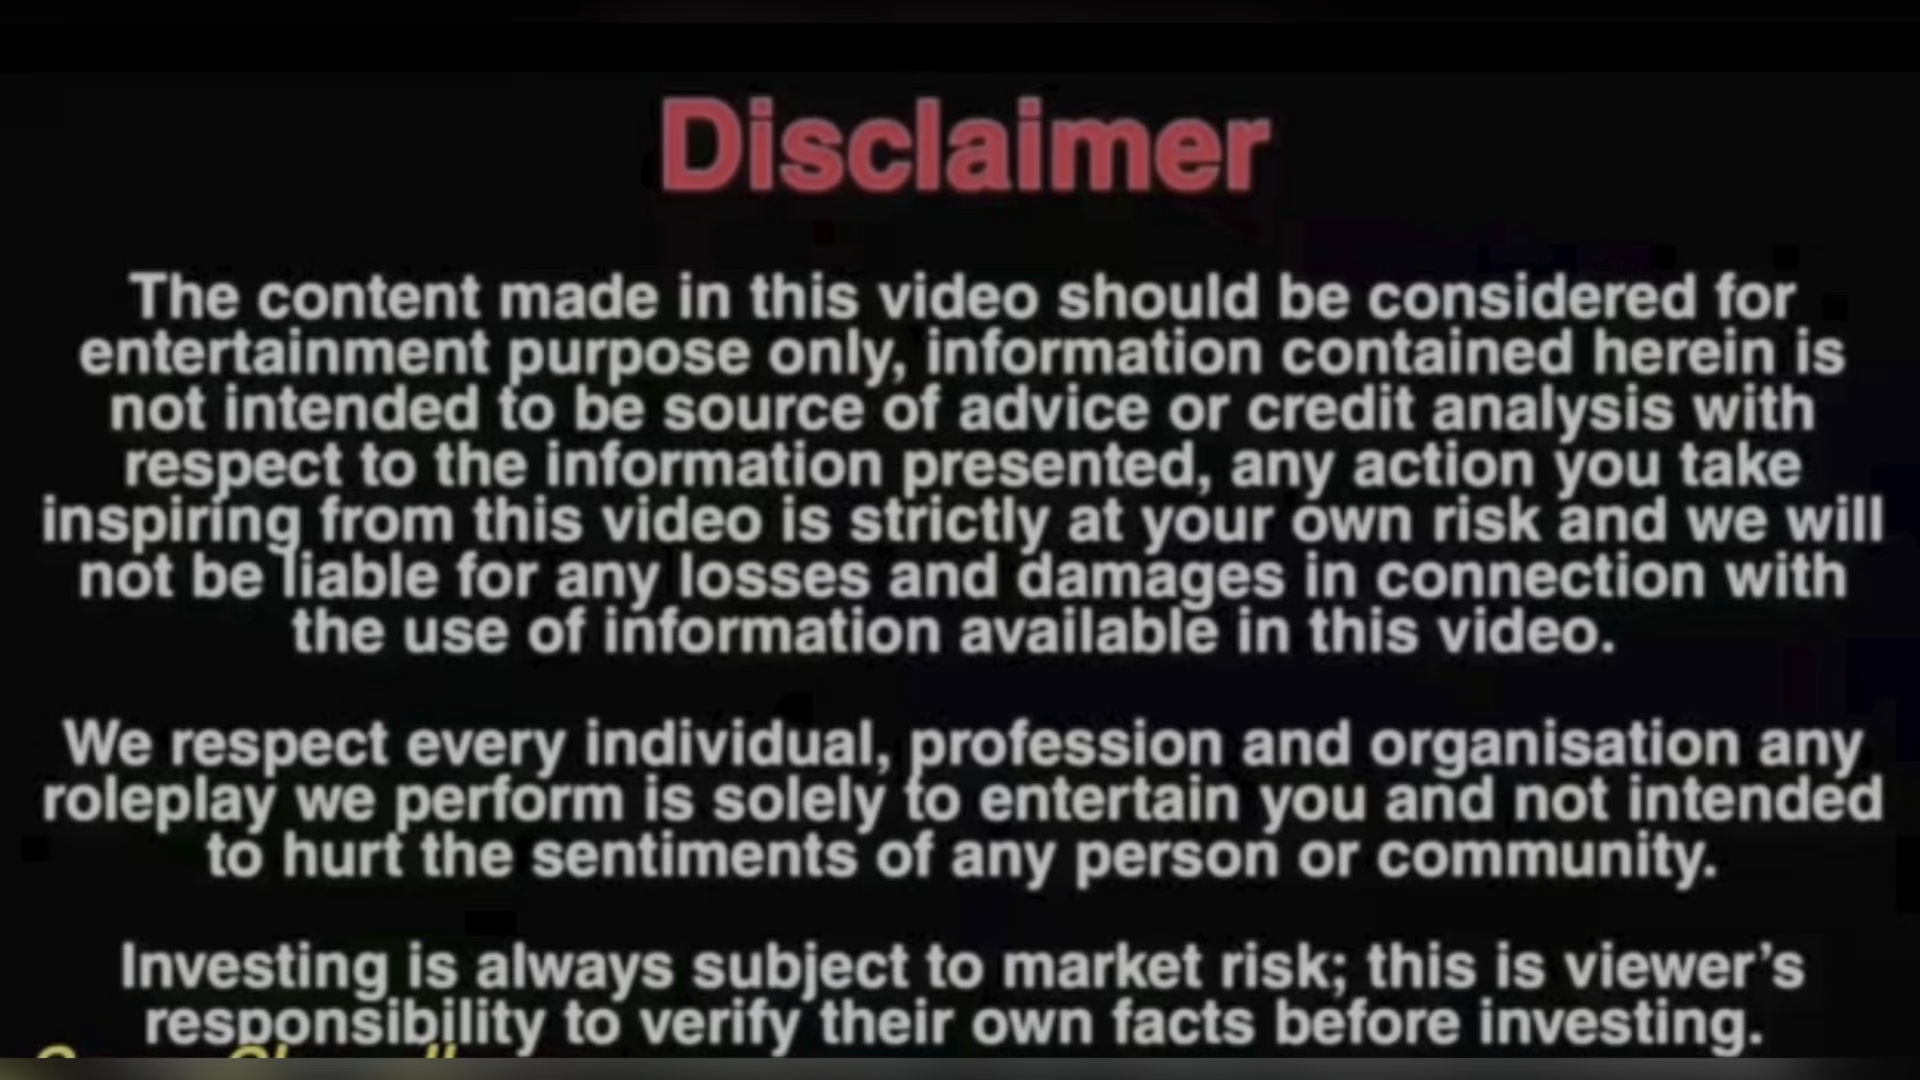 Disclaimer
The content made in this video should be considered for
entertainment purpose only, information contained herein is
not intended to be source of advice or credit analysis with
respect to the information presented, any action you take
inspiring from this video is strictly at your own risk and we will
not be liable for any losses and damages in connection with
the use of information available in this video.
We respect every individual, profession and organisation any
roleplay we perform is solely to entertain you and not intended
to hurt the sentiments of any person or community.
Investing is always subject to market risk; this is viewer’s
responsibility to verify their own facts before investing.